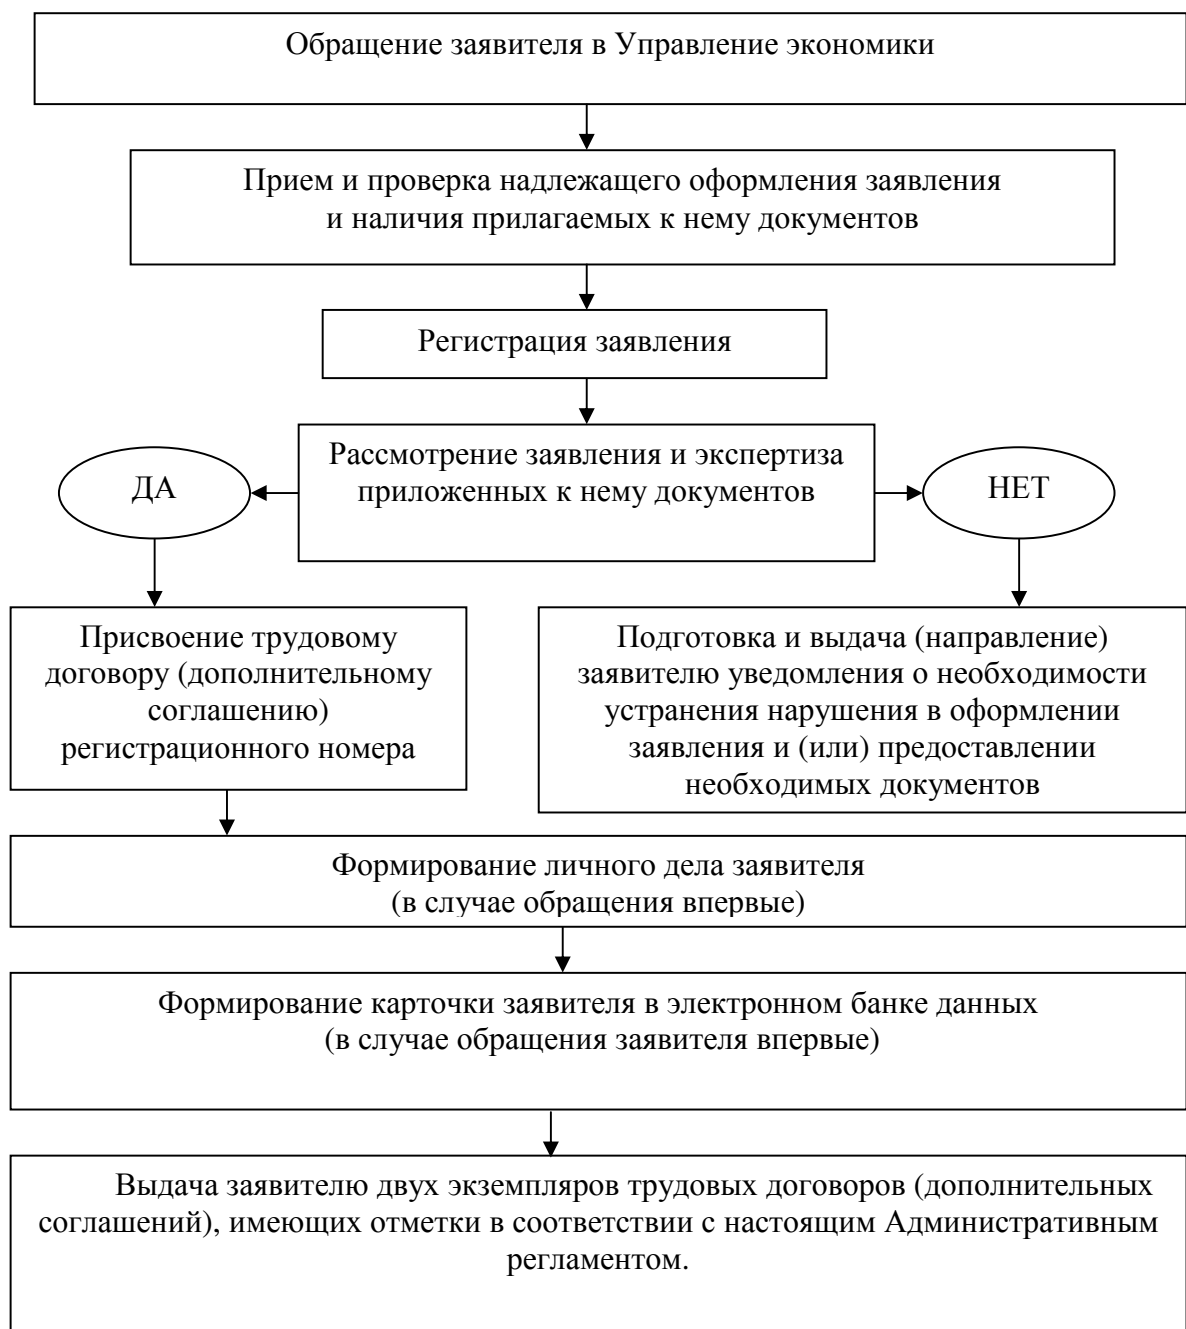 Обращение заявителя в Управление экономики
Прием и проверка надлежащего оформления заявления
и наличия прилагаемых к нему документов
Регистрация заявления
Рассмотрение заявления и экспертиза
приложенных к нему документов
ДА
НЕТ
Присвоение трудовому
договору (дополнительному
соглашению)
регистрационного номера
Подготовка и выдача (направление)
заявителю уведомления о необходимости
устранения нарушения в оформлении
заявления и (или) предоставлении
необходимых документов
Формирование личного дела заявителя
(в случае обращения впервые)
Формирование карточки заявителя в электронном банке данных
(в случае обращения заявителя впервые)
Выдача заявителю двух экземпляров трудовых договоров (дополнительных
соглашений), имеющих отметки в соответствии с настоящим Административным
регламентом.